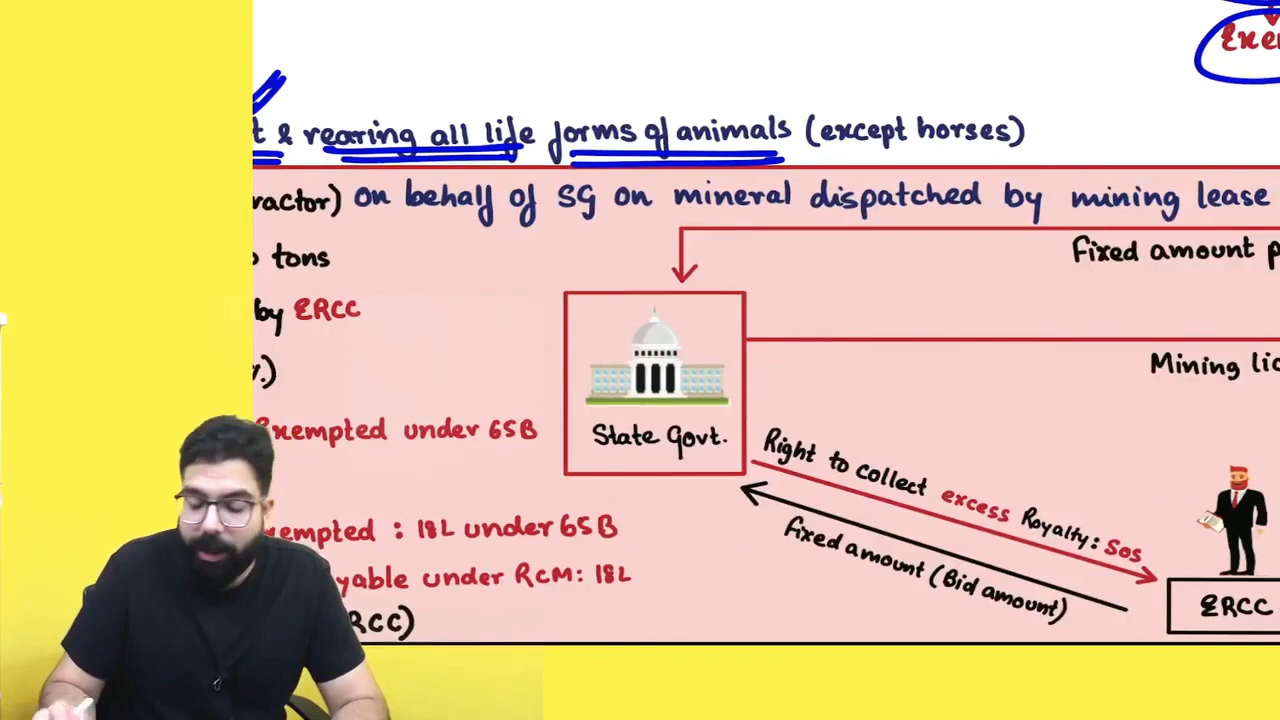 t & rearing all life forms of animals (except horses)
ractor) on behalf of SG on mineral dispatched by mining lease
tons
Fixed amount p
by ERCC
Mining lic
Exempted under 65B
State Govt.
Right to collect excess Royalty: SOS
Fixed amount (Bid amount)
xempted : 18L under 65B
yable under RCM: 18L
RCC)
ERCC